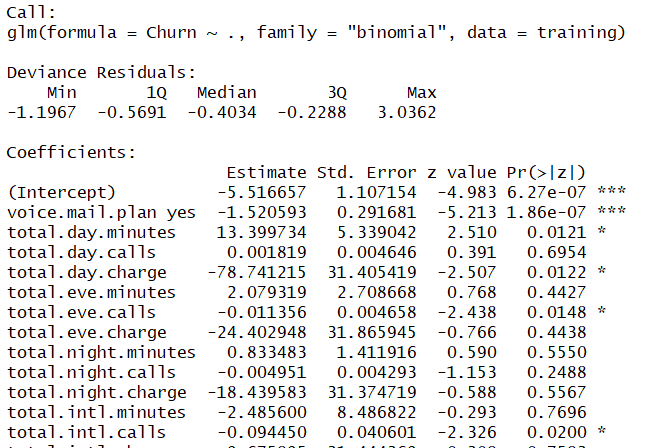 Call:
glm(formula = Churn ~ ., family = "binomial", data = training)
Deviance Residuals:
Min 1Q Median 3Q Max
-1.1967 -0.5691 -0.4034 -0.2288 3.0362
Coefficients:
Estimate Std. Error z value Pr(>|z|)
(Intercept) -5.516657 1.107154 -4.983 6.27e-07 ***
voice.mail.plan yes -1.520593 0.291681 -5.213 1.86e-07 ***
total.day.minutes 13.399734 5.339042 2.510 0.0121 *
total.day.calls 0.001819 0.004646 0.391 0.6954
total.day.charge -78.741215 31.405419 -2.507 0.0122 *
total.eve.minutes 2.079319 2.708668 0.768 0.4427
total.eve.calls -0.011356 0.004658 -2.438 0.0148 *
total.eve.charge -24.402948 31.865945 -0.766 0.4438
total.night.minutes 0.833483 1.411916 0.590 0.5550
total.night.calls -0.004951 0.004293 -1.153 0.2488
total.night.charge -18.439583 31.374719 -0.588 0.5567
total.intl.minutes -2.485600 8.486822 -0.293 0.7696
total.intl.calls -0.094450 0.040601 -2.326 0.0200 *